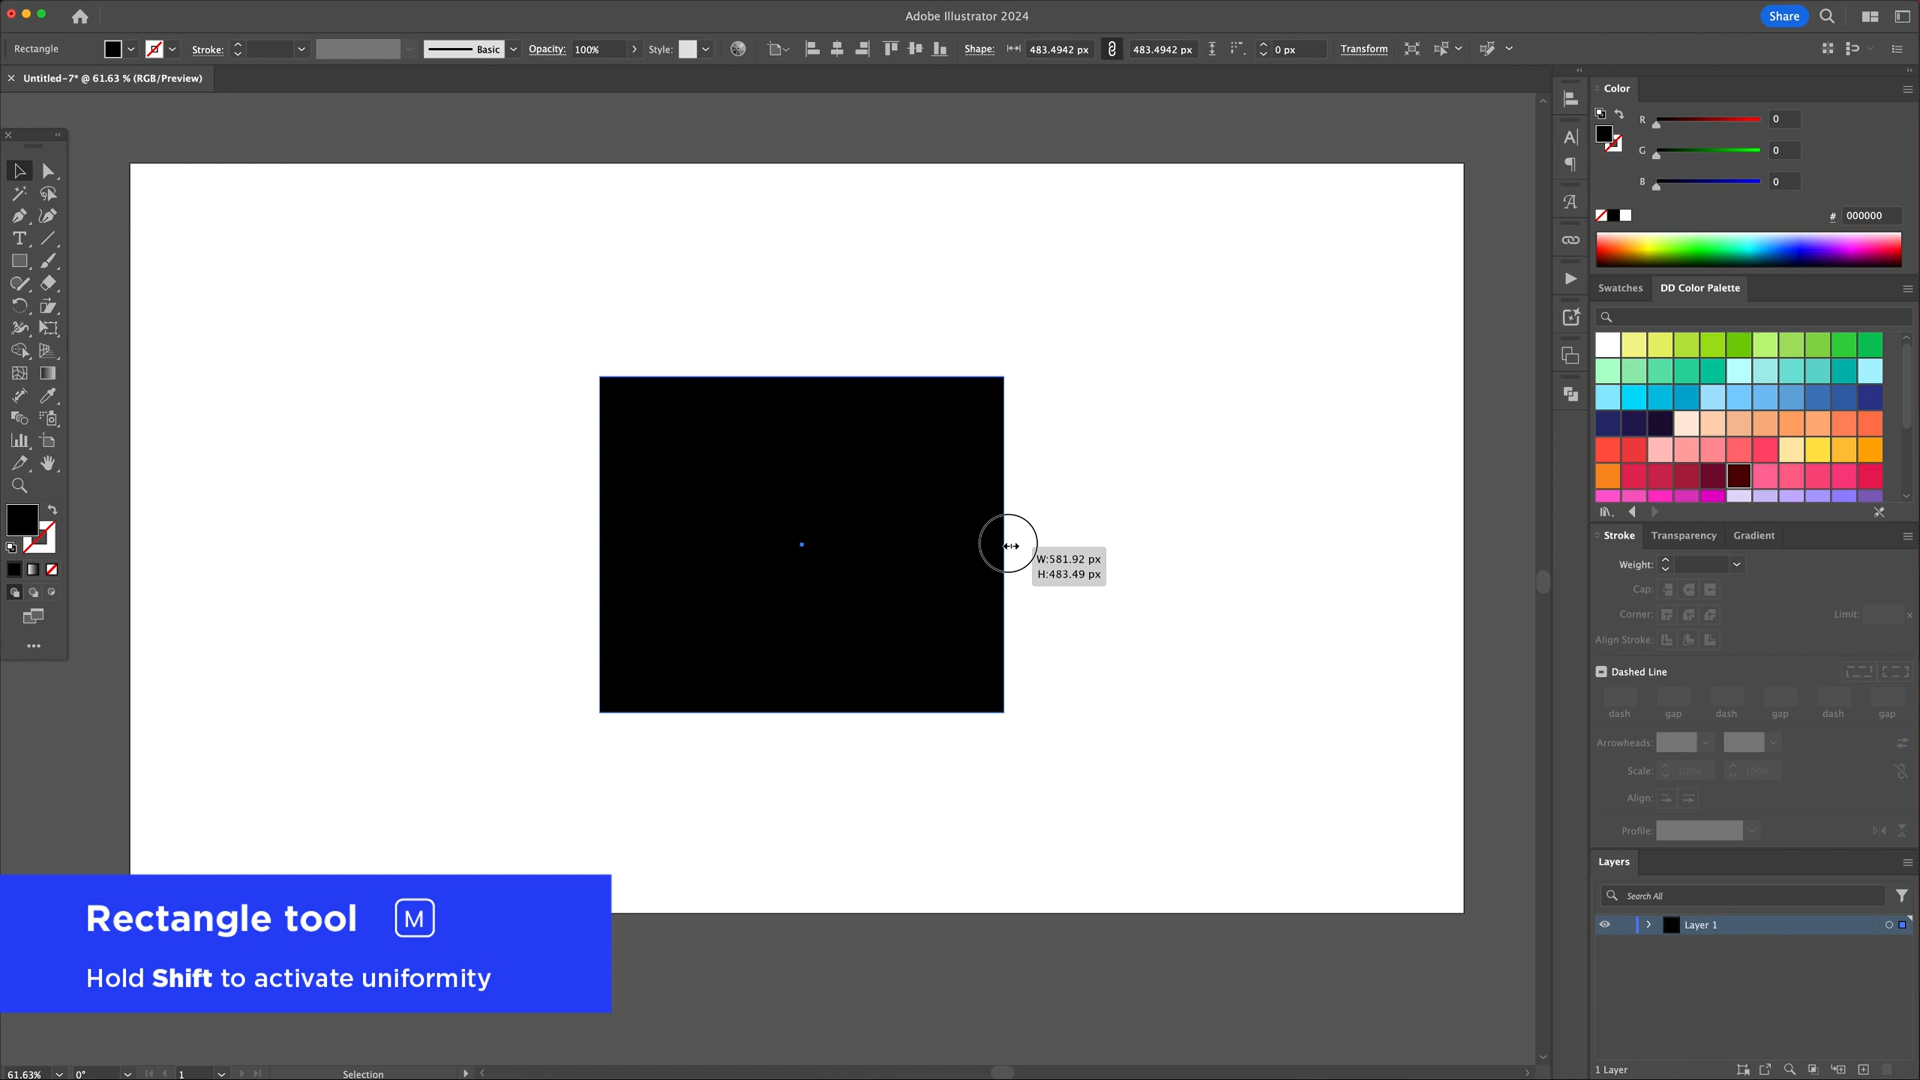 Adobe Illustrator 2024
Share
Rectangle
Stroke:
Basic
Opacity:
100%
Style:
Shape:
483.4942 px
483.4942 px
0 px
Transform
Untitled-7* @ 61.63 % (RGB/Preview)
Color
R
0
G
0
B
0
# 000000
Swatches
DD Color Palette
W:581.92 px
H:483.49 px
Stroke
Transparency
Gradient
Weight:
Cap:
Corner:
Limit:
x
Align Stroke:
Dashed Line
dash
gap
dash
gap
dash
gap
Arrowheads:
Scale:
100%
100%
Align:
Profile:
Layers
Search All
Layer 1
1 Layer
Rectangle tool
M
Hold Shift to activate uniformity
61.63%
0°
1
Selection